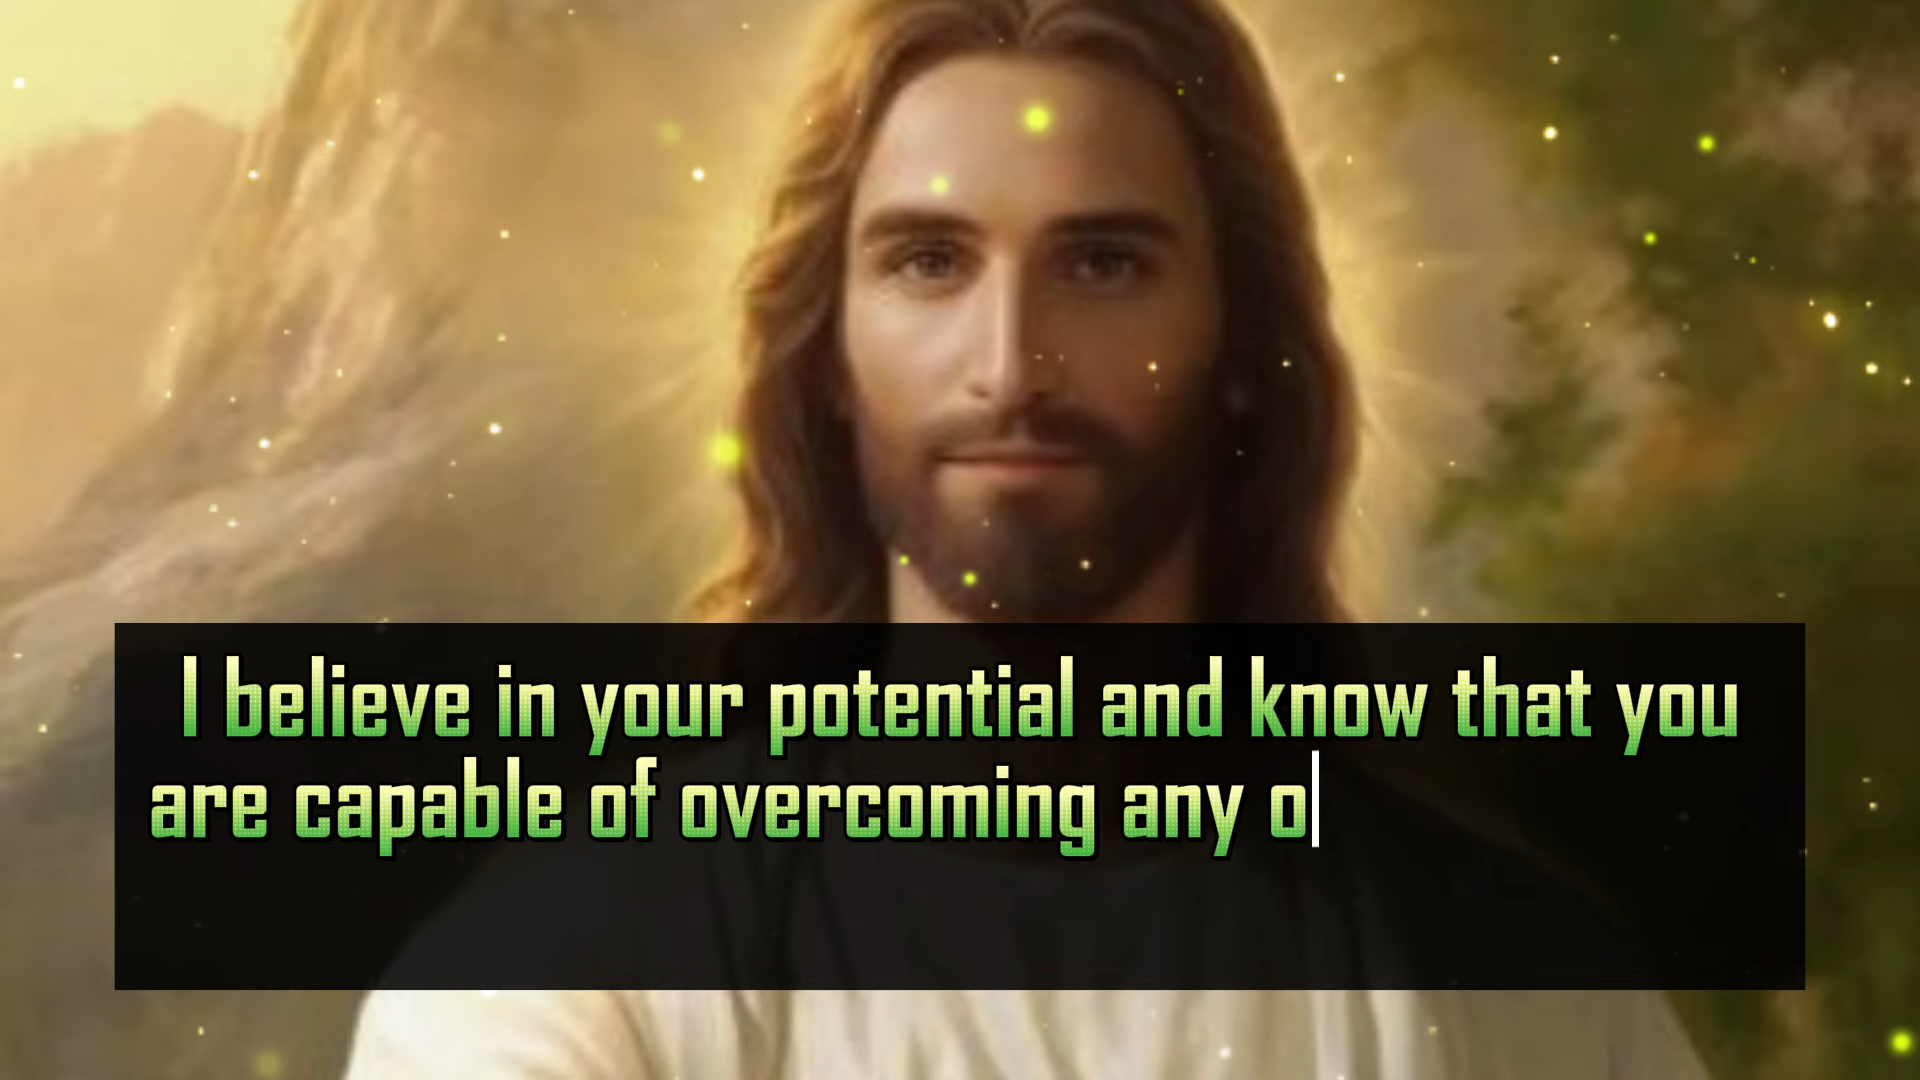 I believe in your potential and know that you
are capable of overcoming any o